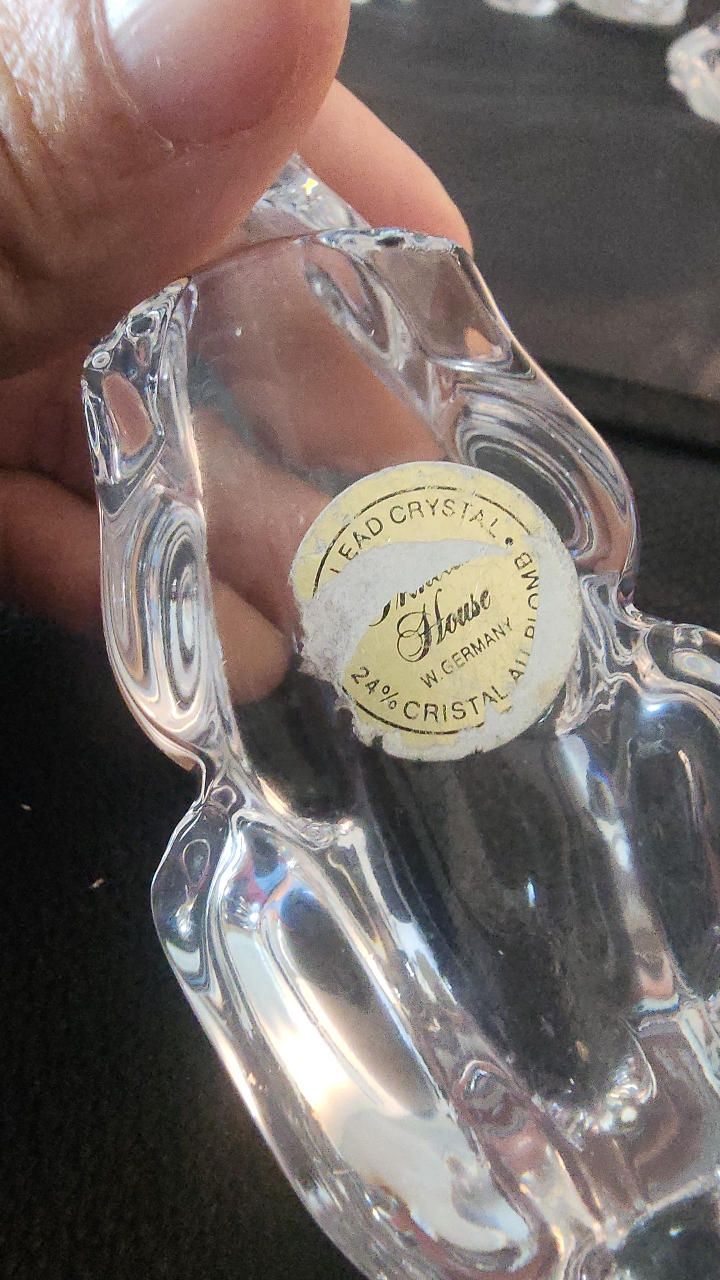 LEAD CRYSTAL
House
W. GERMANY
24% CRISTAL AU PLOMB